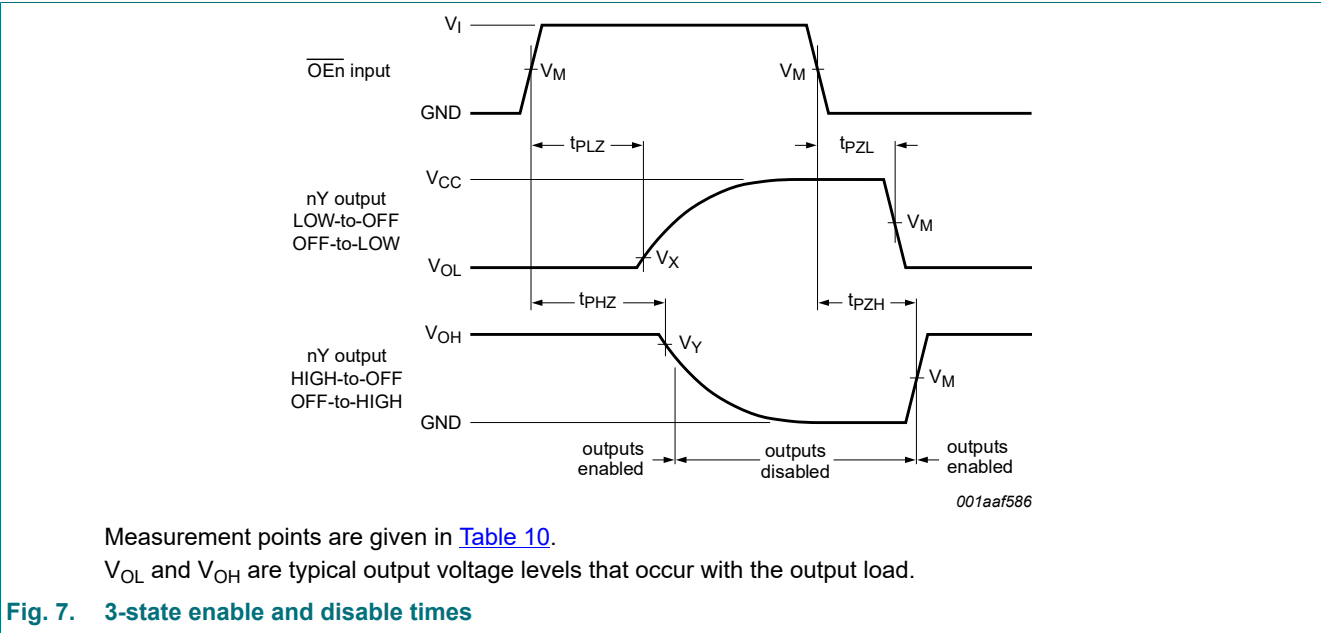 V_I
OEn input
V_M
V_M
GND
t_PLZ
t_PZL
V_CC
nY output
LOW-to-OFF
OFF-to-LOW
V_M
V_X
V_OL
t_PHZ
t_PZH
V_OH
nY output
HIGH-to-OFF
OFF-to-HIGH
V_Y
V_M
GND
outputs
enabled
outputs
disabled
outputs
enabled
001aaf586
Measurement points are given in Table 10.
V_OL and V_OH are typical output voltage levels that occur with the output load.
Fig. 7. 3-state enable and disable times